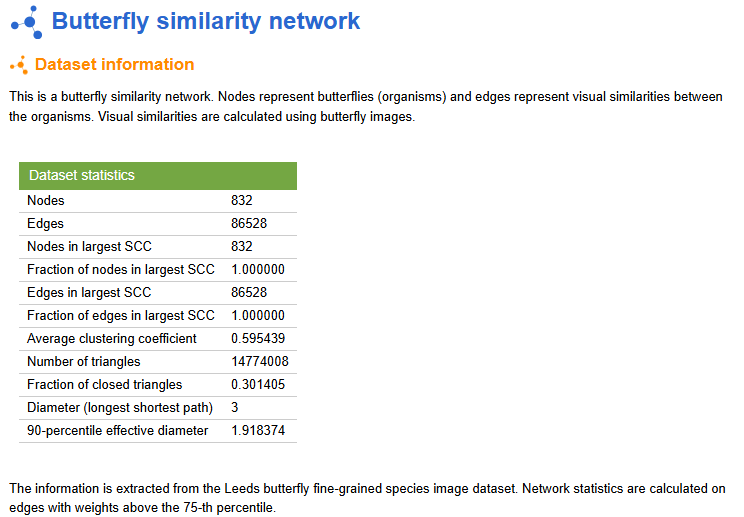 Butterfly similarity network
Dataset information
This is a butterfly similarity network. Nodes represent butterflies (organisms) and edges represent visual similarities between
the organisms. Visual similarities are calculated using butterfly images.
Dataset statistics
Nodes 832
Edges 86528
Nodes in largest SCC 832
Fraction of nodes in largest SCC 1.000000
Edges in largest SCC 86528
Fraction of edges in largest SCC 1.000000
Average clustering coefficient 0.595439
Number of triangles 14774008
Fraction of closed triangles 0.301405
Diameter (longest shortest path) 3
90-percentile effective diameter 1.918374
The information is extracted from the Leeds butterfly fine-grained species image dataset. Network statistics are calculated on
edges with weights above the 75-th percentile.